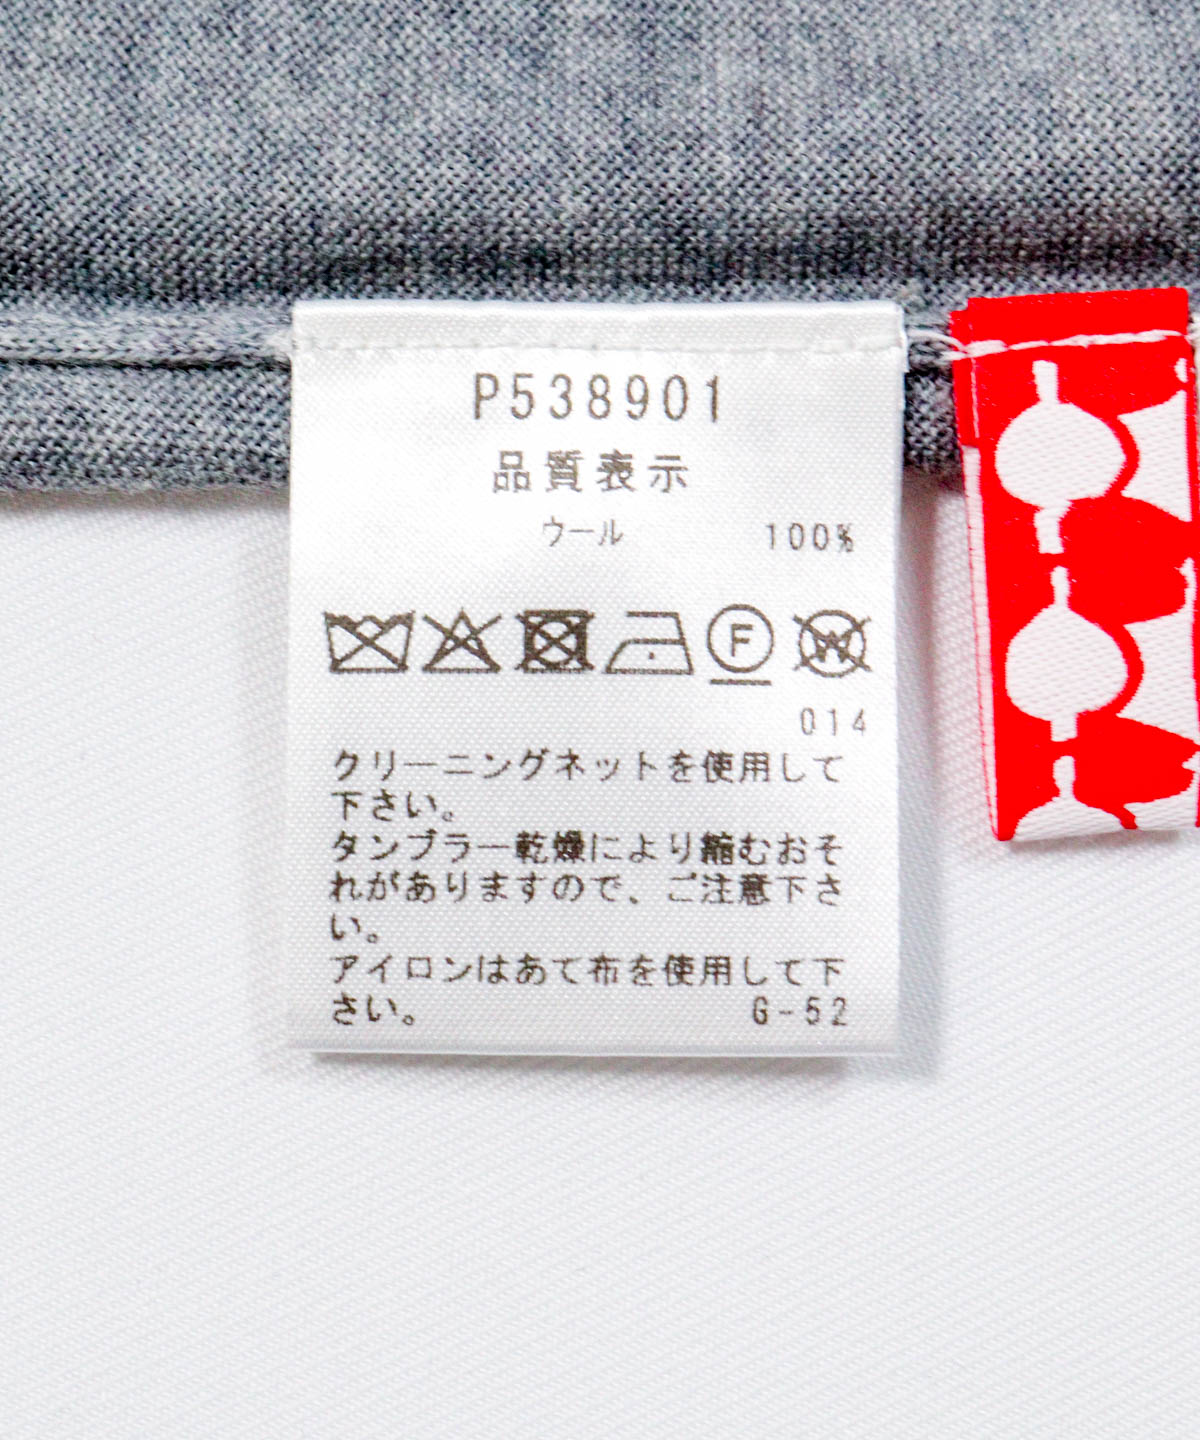 P538901
品質表示
ウール 100%
F W
014
クリーニングネットを使用して
下さい。
タンブラー乾燥により縮むおそ
れがありますので、ご注意下さ
い。
アイロンはあて布を使用して下
さい。 G-52